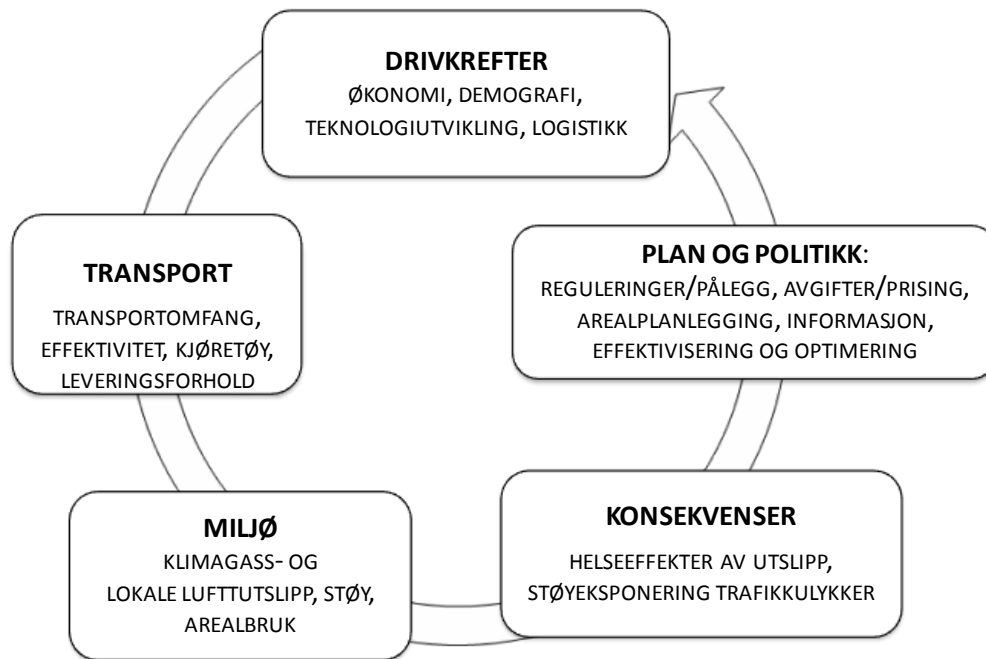 DRIVKREFTER
ØKONOMI, DEMOGRAFI,
TEKNOLOGIUTVIKLING, LOGISTIKK
TRANSPORT
TRANSPORTOMFANG,
EFFEKTIVITET, KJØRETØY,
LEVERINGSFORHOLD
PLAN OG POLITIKK:
REGULERINGER/PÅLEGG, AVGIFTER/PRISING,
AREALPLANLEGGING, INFORMASJON,
EFFEKTIVISERING OG OPTIMERING
MILJØ
KLIMAGASS- OG
LOKALE LUFTTUTSLIPP, STØY,
AREALBRUK
KONSEKVENSER
HELSEEFFEKTER AV UTSLIPP,
STØYEKSPONERING TRAFIKKULYKKER